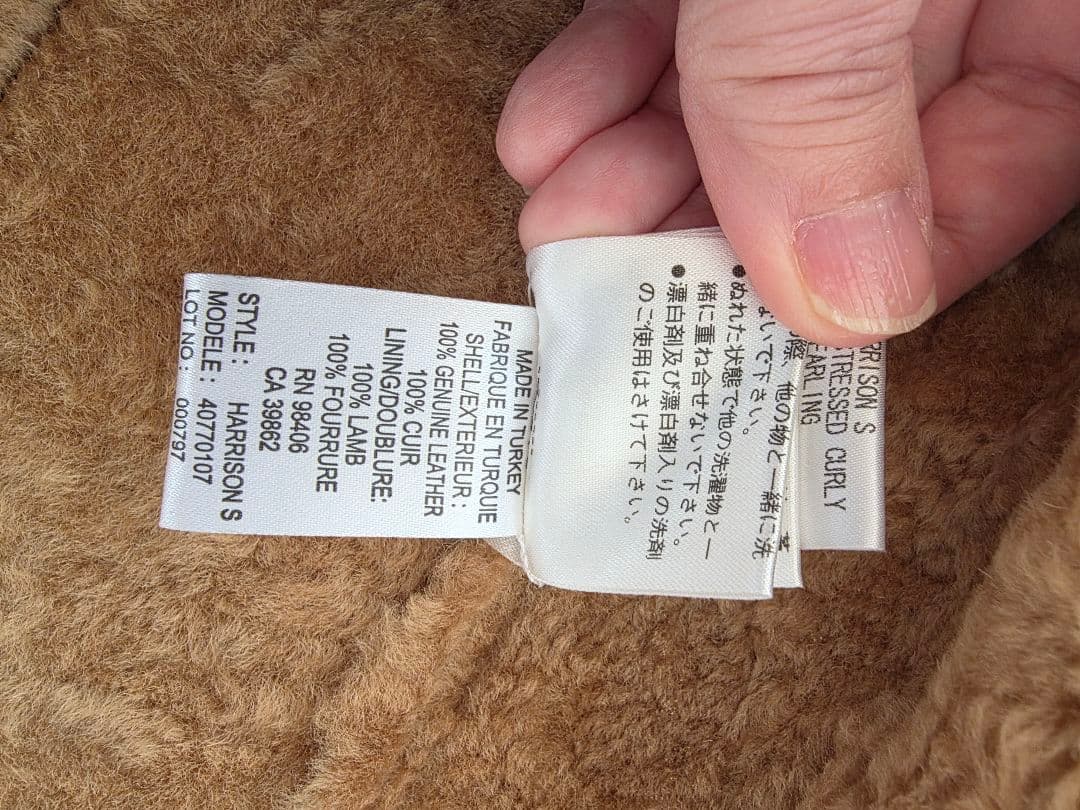 MADE IN TURKEY
FABRIQUE EN TURQUIE
SHELL/EXTERIEUR :
100% GENUINE LEATHER
100% CUIR
LINING/DOUBLURE:
100% LAMB
100% FOURRURE
RN 98406
CA 39862
STYLE : HARRISON S
MODELE : 40770107
LOT NO. : 000797
際、他の物と一緒に洗
ないで下さい。
●ぬれた状態で他の洗濯物と一
緒に重ね合せないで下さい。
●漂白剤及び漂白剤入りの洗剤
のご使用はさけて下さい。
RRISON S
STRESSED CURLY
EARLING